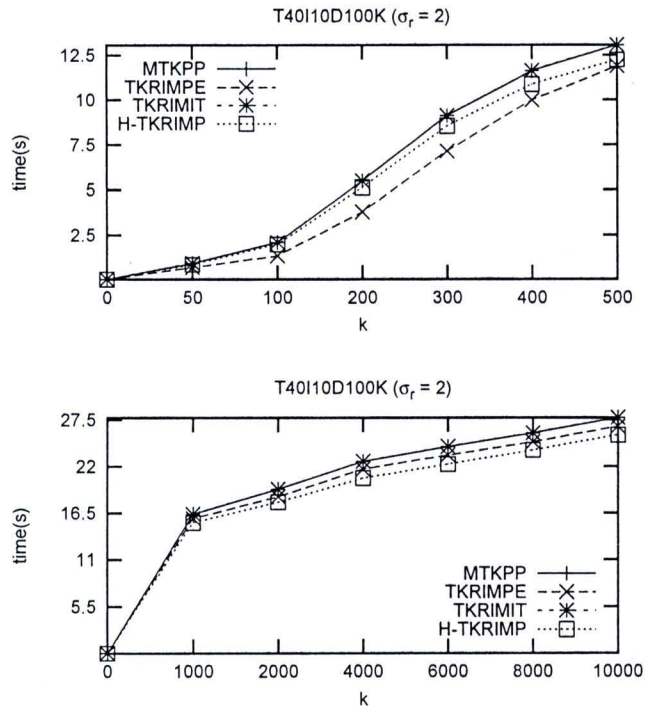 T40I10D100K (σr = 2)
12.5
10
7.5
5
2.5
time(s)
MTKPP
TKRIMPE
TKRIMIT
H-TKRIMP
0 50 100 200 300 400 500
k
T40I10D100K (σr = 2)
27.5
22
16.5
11
5.5
time(s)
MTKPP
TKRIMPE
TKRIMIT
H-TKRIMP
0 1000 2000 4000 6000 8000 10000
k